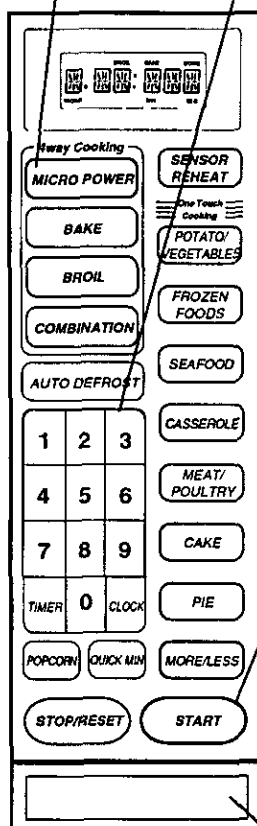 BROIL BAKE
4way Cooking
MICRO POWER
BAKE
BROIL
COMBINATION
AUTO DEFROST
1 2 3
4 5 6
7 8 9
TIMER 0 CLOCK
POPCORN QUICK MIN
STOP/RESET
SENSOR
REHEAT
One Touch
Cooking
POTATO/
VEGETABLES
FROZEN
FOODS
SEAFOOD
CASSEROLE
MEAT/
POULTRY
CAKE
PIE
MORE/LESS
START